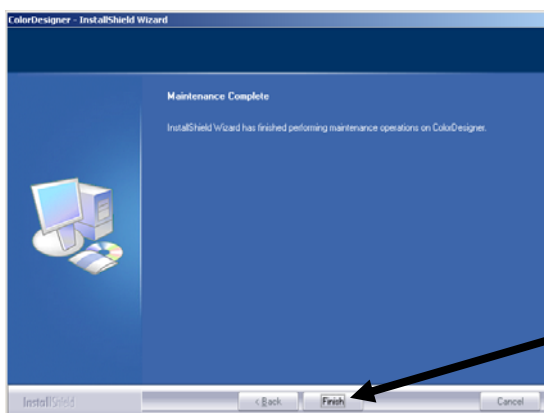 ColorDesigner - InstallShield Wizard
Maintenance Complete
InstallShield Wizard has finished performing maintenance operations on ColorDesigner.
InstallShield
< Back
Finish
Cancel